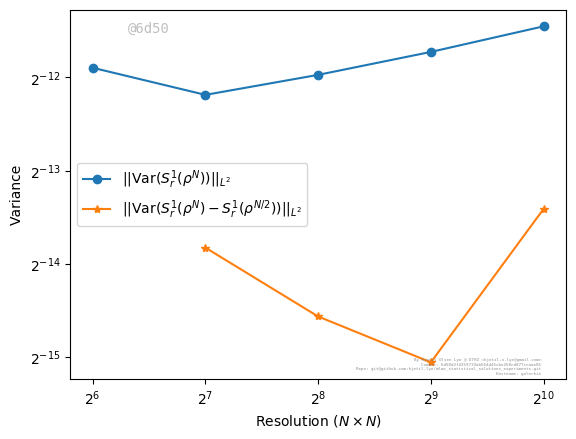 @6d50
2^-12
2^-13
2^-14
2^-15
Variance
||Var(S_r^1(ρ^N))||_{L^2}
||Var(S_r^1(ρ^N) − S_r^1(ρ^{N/2}))||_{L^2}
2^6 2^7 2^8 2^9 2^10
Resolution (N × N)